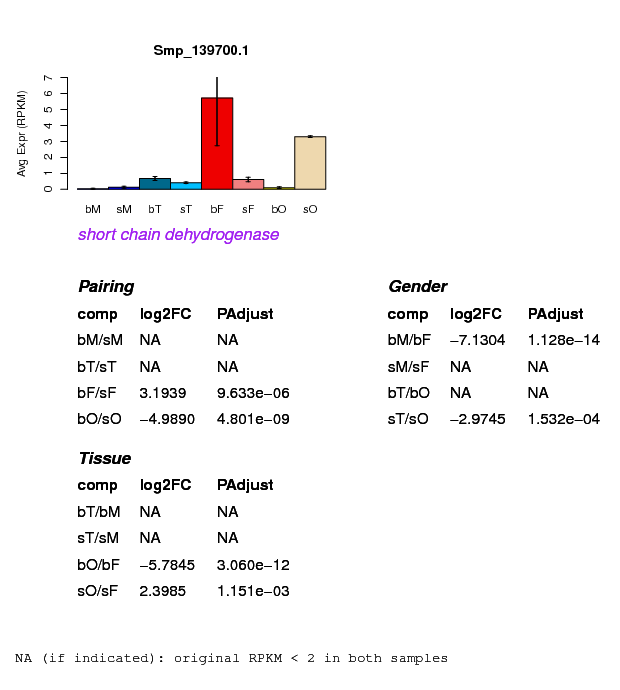 Smp_139700.1
Avg Expr (RPKM)
0 1 2 3 4 5 6 7
bM sM bT sT bF sF bO sO
short chain dehydrogenase
Pairing
comp log2FC PAdjust
bM/sM NA NA
bT/sT NA NA
bF/sF 3.1939 9.633e−06
bO/sO −4.9890 4.801e−09
Gender
comp log2FC PAdjust
bM/bF −7.1304 1.128e−14
sM/sF NA NA
bT/bO NA NA
sT/sO −2.9745 1.532e−04
Tissue
comp log2FC PAdjust
bT/bM NA NA
sT/sM NA NA
bO/bF −5.7845 3.060e−12
sO/sF 2.3985 1.151e−03
NA (if indicated): original RPKM < 2 in both samples